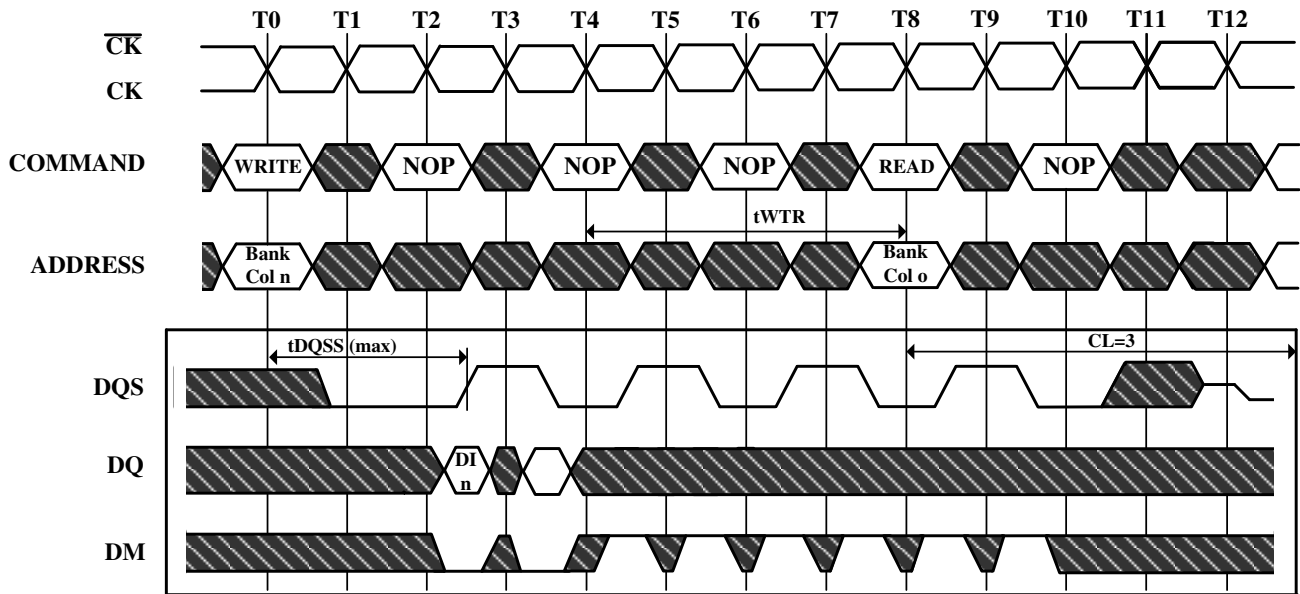 T0 T1 T2 T3 T4 T5 T6 T7 T8 T9 T10 T11 T12
CK
CK
COMMAND
WRITE NOP NOP NOP READ NOP
tWTR
ADDRESS
Bank
Col n
Bank
Col o
tDQSS (max)
CL=3
DQS
DQ
DI
n
DM